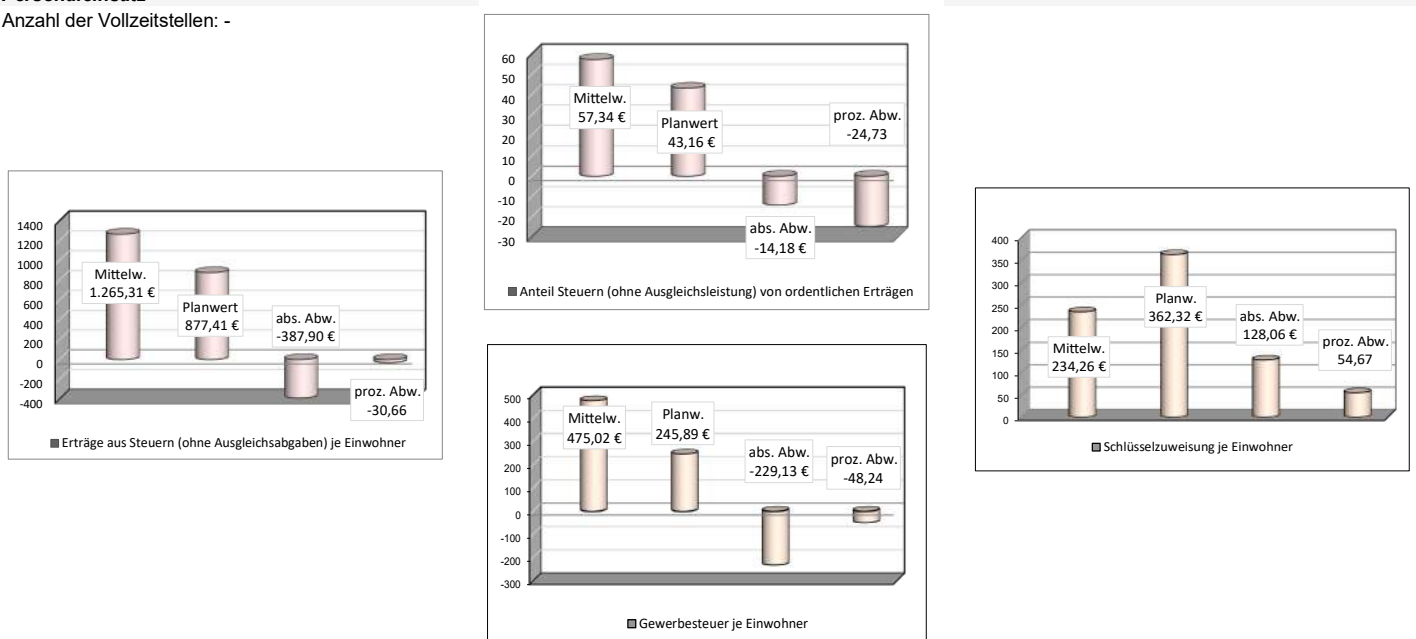 Anzahl der Vollzeitstellen: -
1400
1200
1000
800
600
400
200
0
-200
-400
Mittelw.
1.265,31 €
Planwert
877,41 €
abs. Abw.
-387,90 €
proz. Abw.
-30,66
Erträge aus Steuern (ohne Ausgleichsabgaben) je Einwohner
60
50
40
30
20
10
0
-10
-20
-30
Mittelw.
57,34 €
Planwert
43,16 €
abs. Abw.
-14,18 €
proz. Abw.
-24,73
Anteil Steuern (ohne Ausgleichsleistung) von ordentlichen Erträgen
500
400
300
200
100
0
-100
-200
-300
Mittelw.
475,02 €
Planw.
245,89 €
abs. Abw.
-229,13 €
proz. Abw.
-48,24
Gewerbesteuer je Einwohner
400
350
300
250
200
150
100
50
0
Mittelw.
234,26 €
Planw.
362,32 €
abs. Abw.
128,06 €
proz. Abw.
54,67
Schlüsselzuweisung je Einwohner